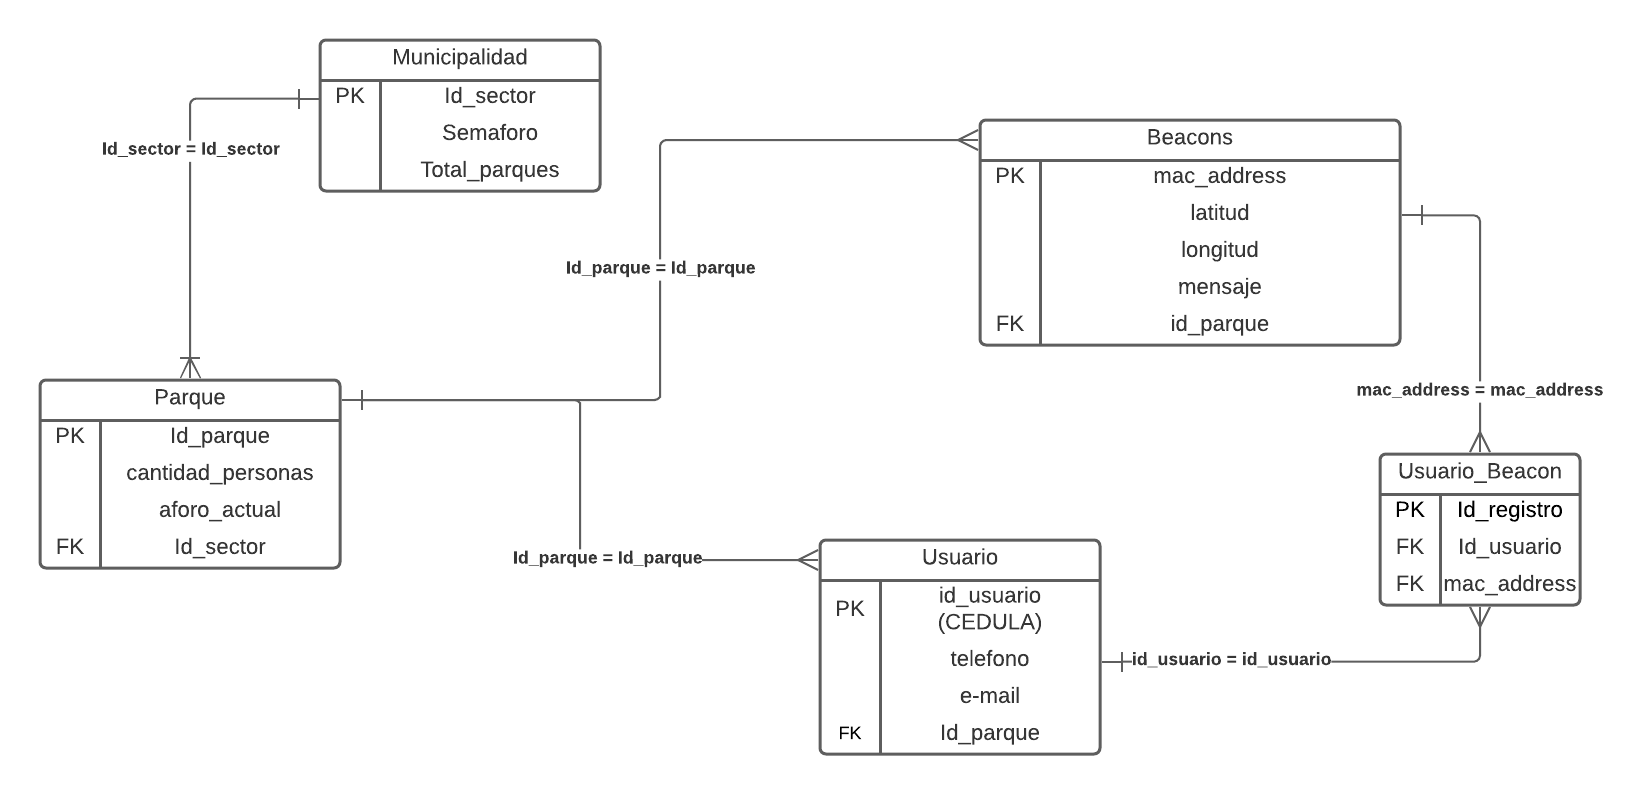 Municipalidad
PK Id_sector
Semaforo
Total_parques
Id_sector = Id_sector
Beacons
PK mac_address
latitud
longitud
mensaje
FK id_parque
Id_parque = Id_parque
Parque
PK Id_parque
cantidad_personas
aforo_actual
FK Id_sector
mac_address = mac_address
Usuario_Beacon
PK Id_registro
FK Id_usuario
FK mac_address
Id_parque = Id_parque
Usuario
PK id_usuario
(CEDULA)
telefono
e-mail
FK Id_parque
id_usuario = id_usuario